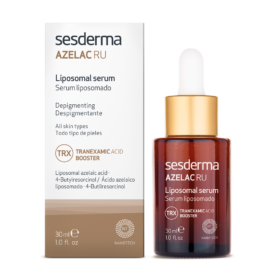 sesderma
AZELAC RU
Liposomal serum
Serum liposomado
Depigmenting
Despigmentante
All skin types
Todo tipo de pieles
TRX
TRANEXAMIC ACID
BOOSTER
Liposomal azelaic acid·
4-Butylresorcinol / Ácido azelaico
liposomado· 4-Butilresorcinol
30 ml e
1.0 fl. oz.
NANOTECH
sesderma
AZELAC RU
Liposomal serum
Serum liposomado
TRX
TRANEXAMIC ACID
BOOSTER
30 ml e
1.0 fl. oz.